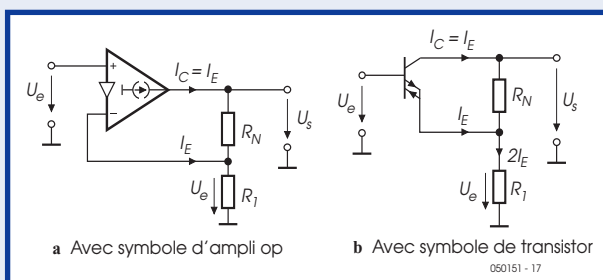 I_C = I_E
+
–
U_e
I_E
R_N
U_s
U_e
R_1
a Avec symbole d'ampli op
I_C = I_E
U_e
I_E
R_N
U_s
2I_E
U_e
R_1
b Avec symbole de transistor
050151 - 17